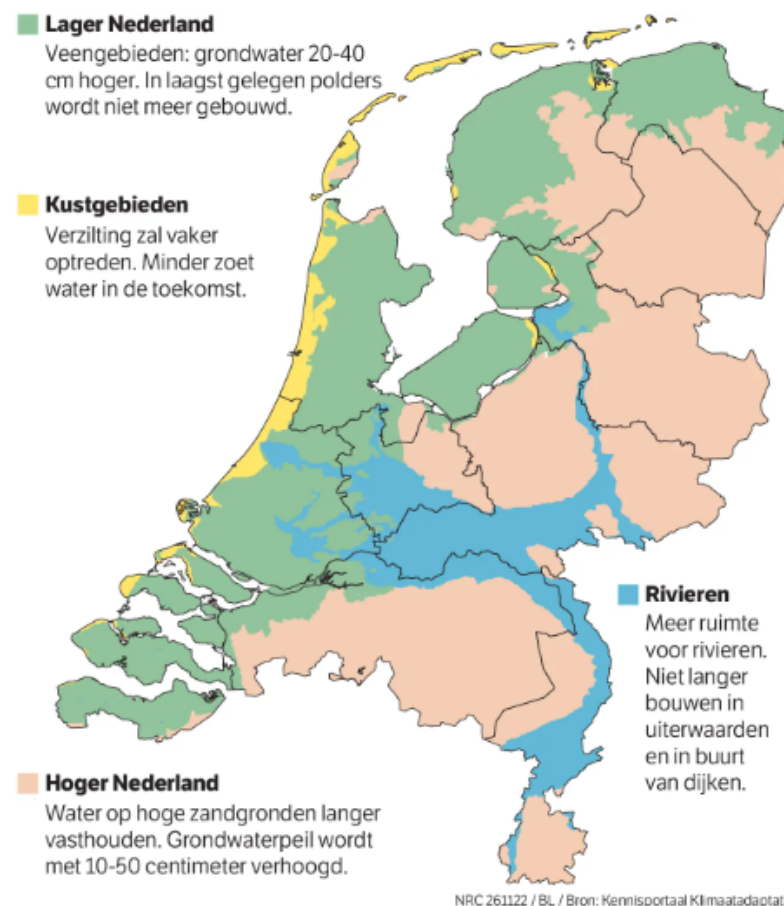 Lager Nederland
Veengebieden: grondwater 20-40
cm hoger. In laagst gelegen polders
wordt niet meer gebouwd.
Kustgebieden
Verzilting zal vaker
optreden. Minder zoet
water in de toekomst.
Rivieren
Meer ruimte
voor rivieren.
Niet langer
bouwen in
uiterwaarden
en in buurt
van dijken.
Hoger Nederland
Water op hoge zandgronden langer
vasthouden. Grondwaterpeil wordt
met 10-50 centimeter verhoogd.
NRC 261122 / BL / Bron: Kennisportaal Klimaatadaptat